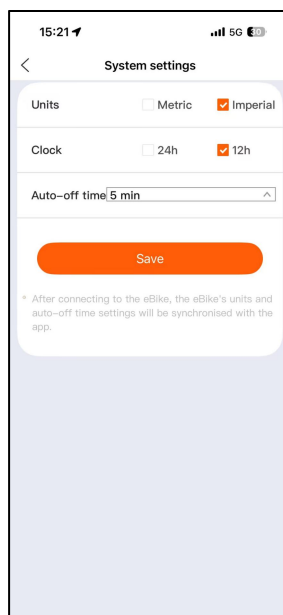 15:21 5G 30
System settings
Units Metric Imperial
Clock 24h 12h
Auto-off time 5 min
Save
* After connecting to the eBike, the eBike's units and
auto-off time settings will be synchronised with the
app.